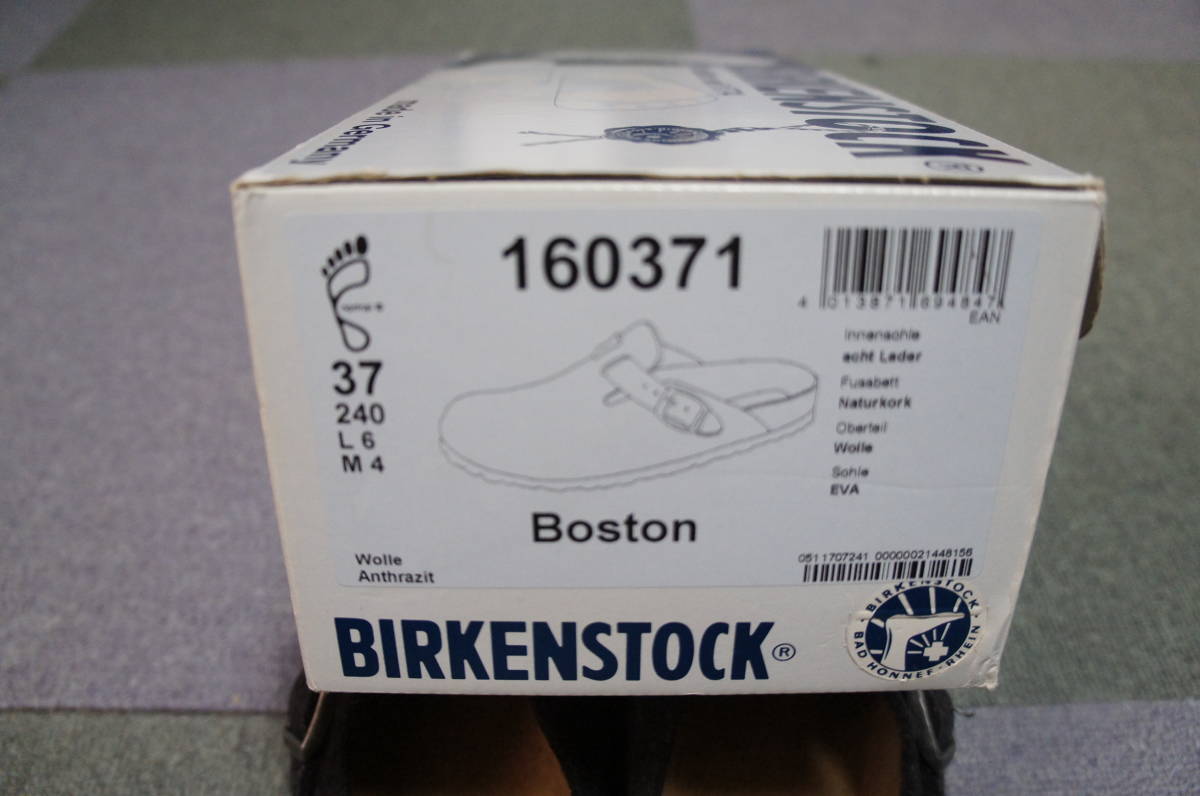 made in Germany
BIRKENSTOCK
160371
4 013871 694847
EAN
37
240
L 6
M 4
Innensohle
echt Leder
Fussbett
Naturkork
Oberteil
Wolle
Sohle
EVA
Boston
Wolle
Anthrazit
0511707241 00000021448156
BIRKENSTOCK®
BIRKENSTOCK
BAD HONNEF - RHEIN